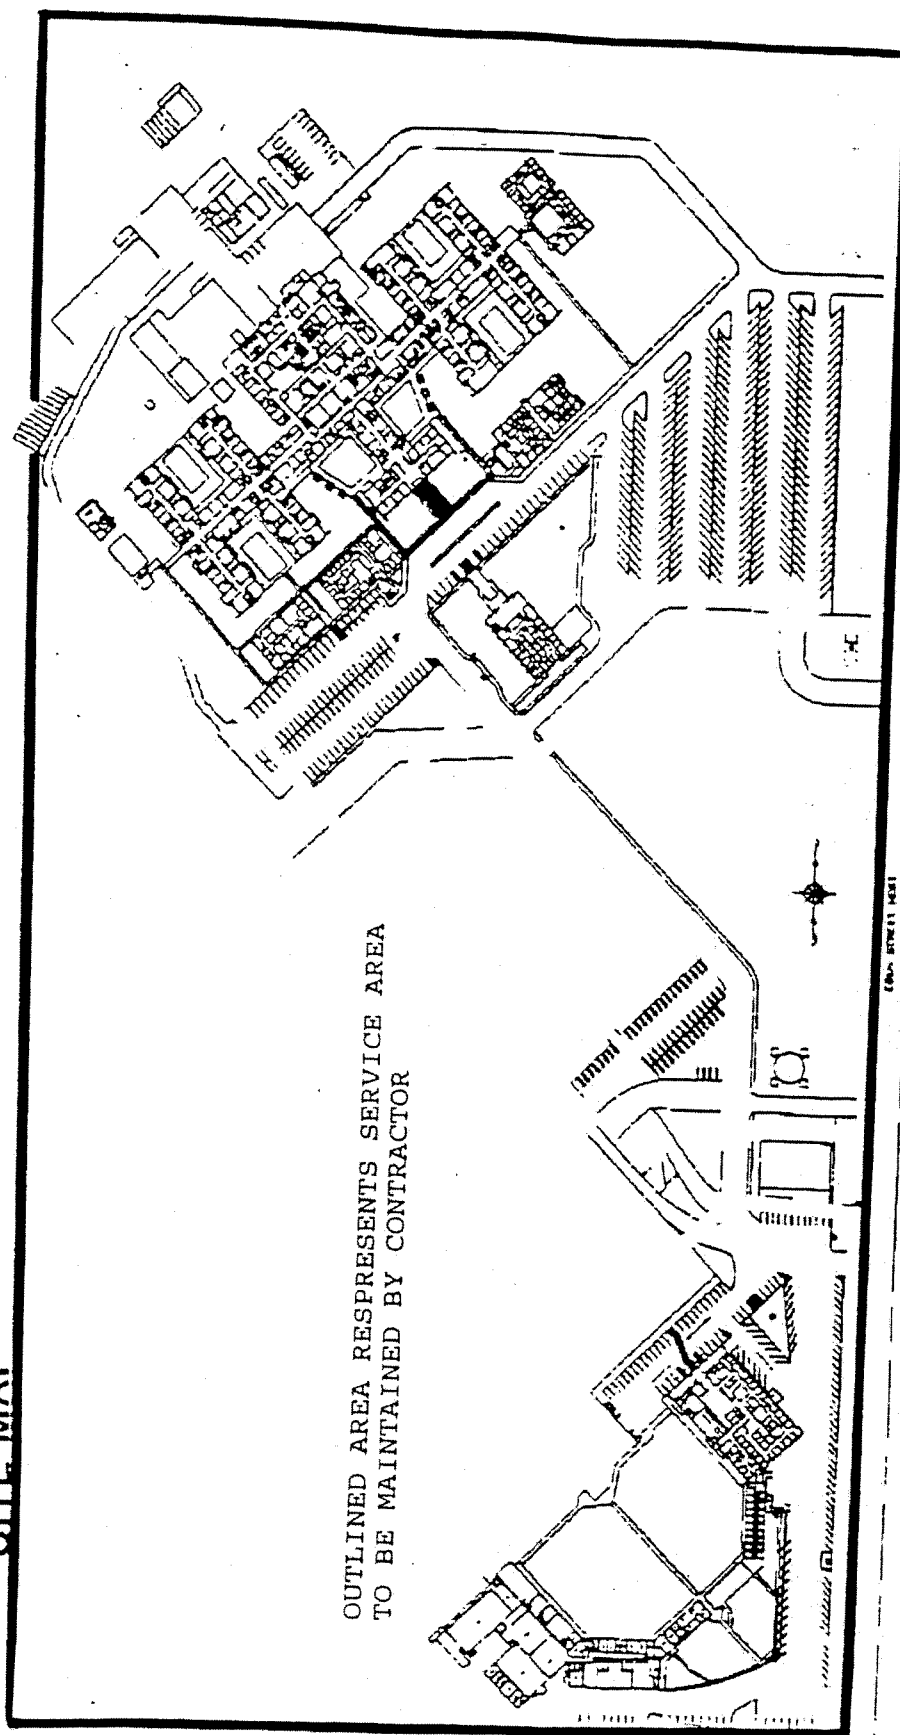 OUTLINED AREA RESPRESENTS SERVICE AREA
TO BE MAINTAINED BY CONTRACTOR